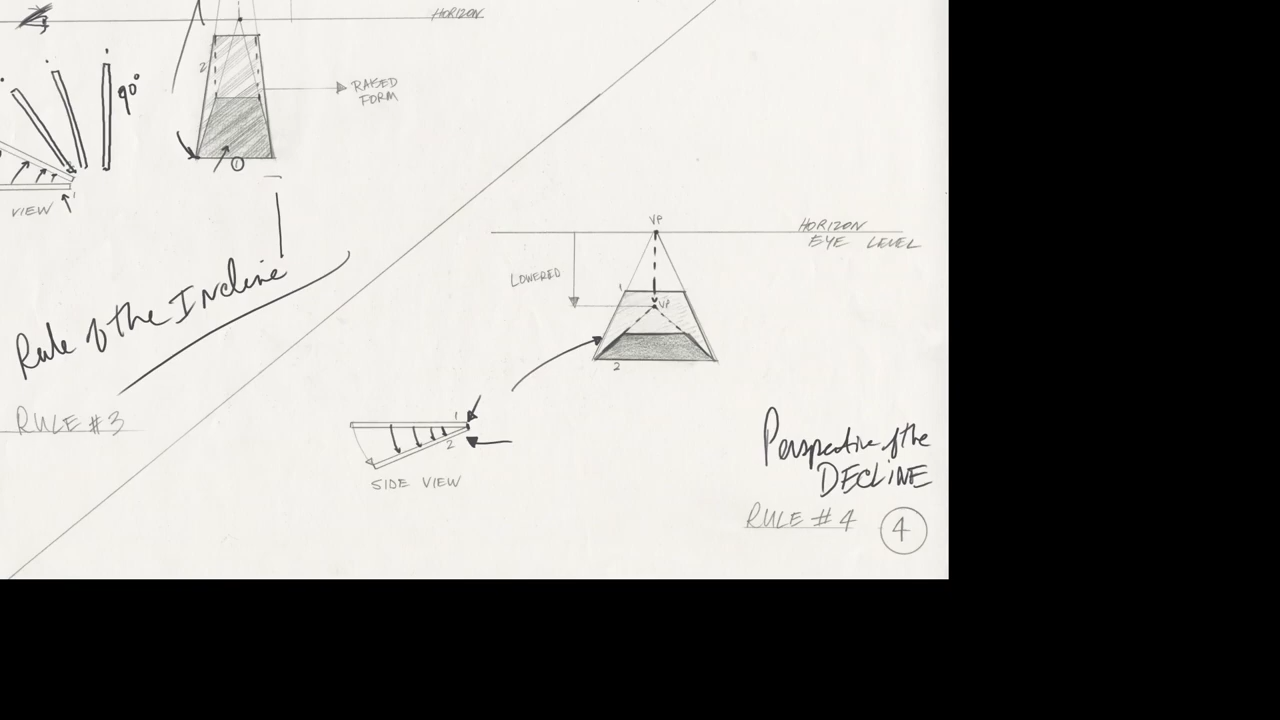 HORIZON
2
90°
RAISED
FORM
1
VIEW
1
Rule of the Incline
RULE #3
VP
HORIZON
EYE LEVEL
LOWERED
1
VP
2
1
2
SIDE VIEW
Perspective of the
DECLINE
RULE #4
4